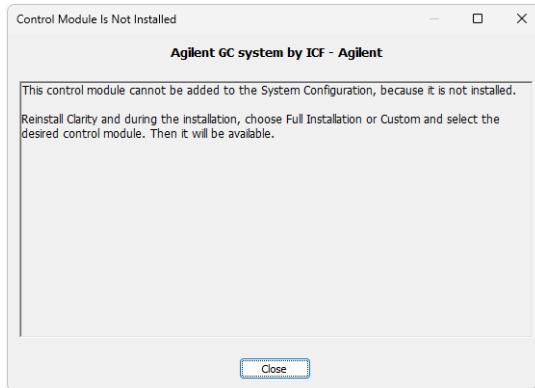 Control Module Is Not Installed
Agilent GC system by ICF - Agilent
This control module cannot be added to the System Configuration, because it is not installed.
Reinstall Clarity and during the installation, choose Full Installation or Custom and select the
desired control module. Then it will be available.
Close